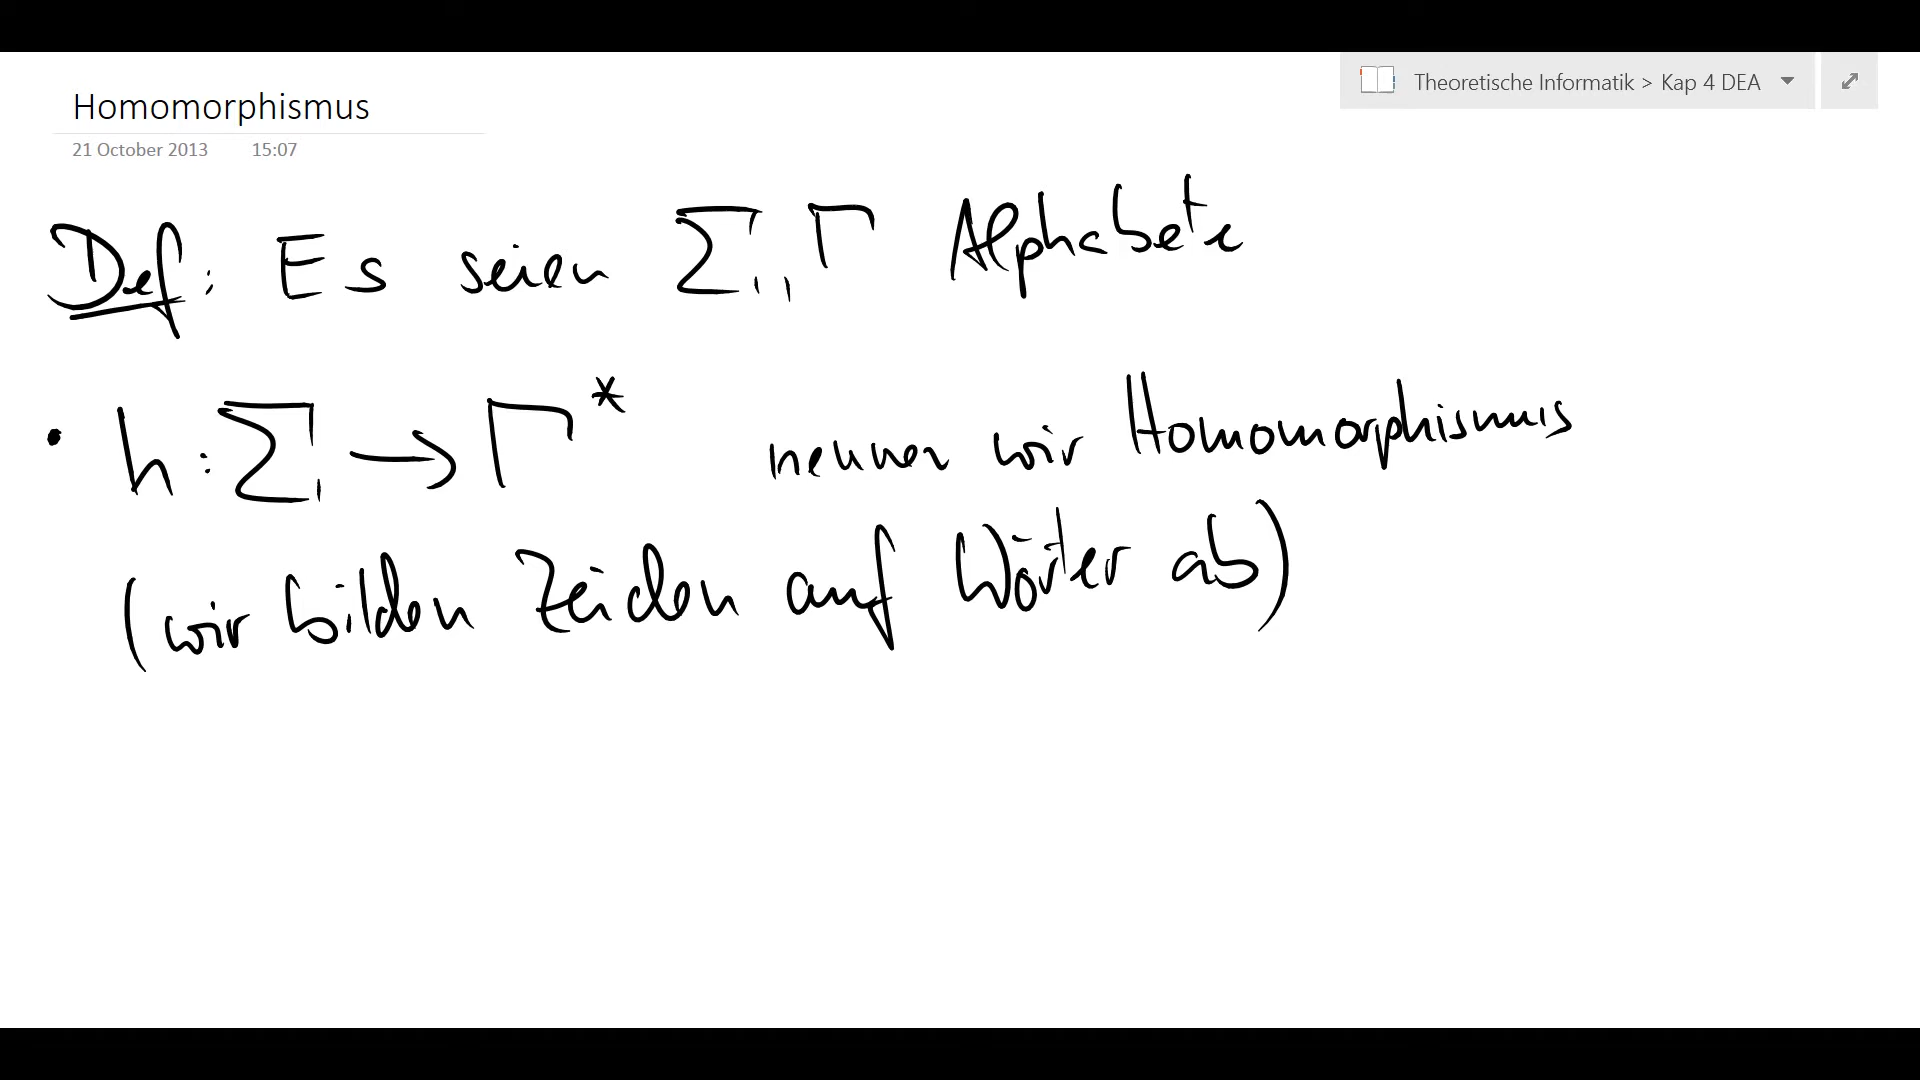 Theoretische Informatik > Kap 4 DEA
Homomorphismus
21 October 2013 15:07
Def: Es seien Σ, Γ Alphabete
• h: Σ → Γ* nennen wir Homomorphismus
(wir bilden Zeichen auf Wörter ab)